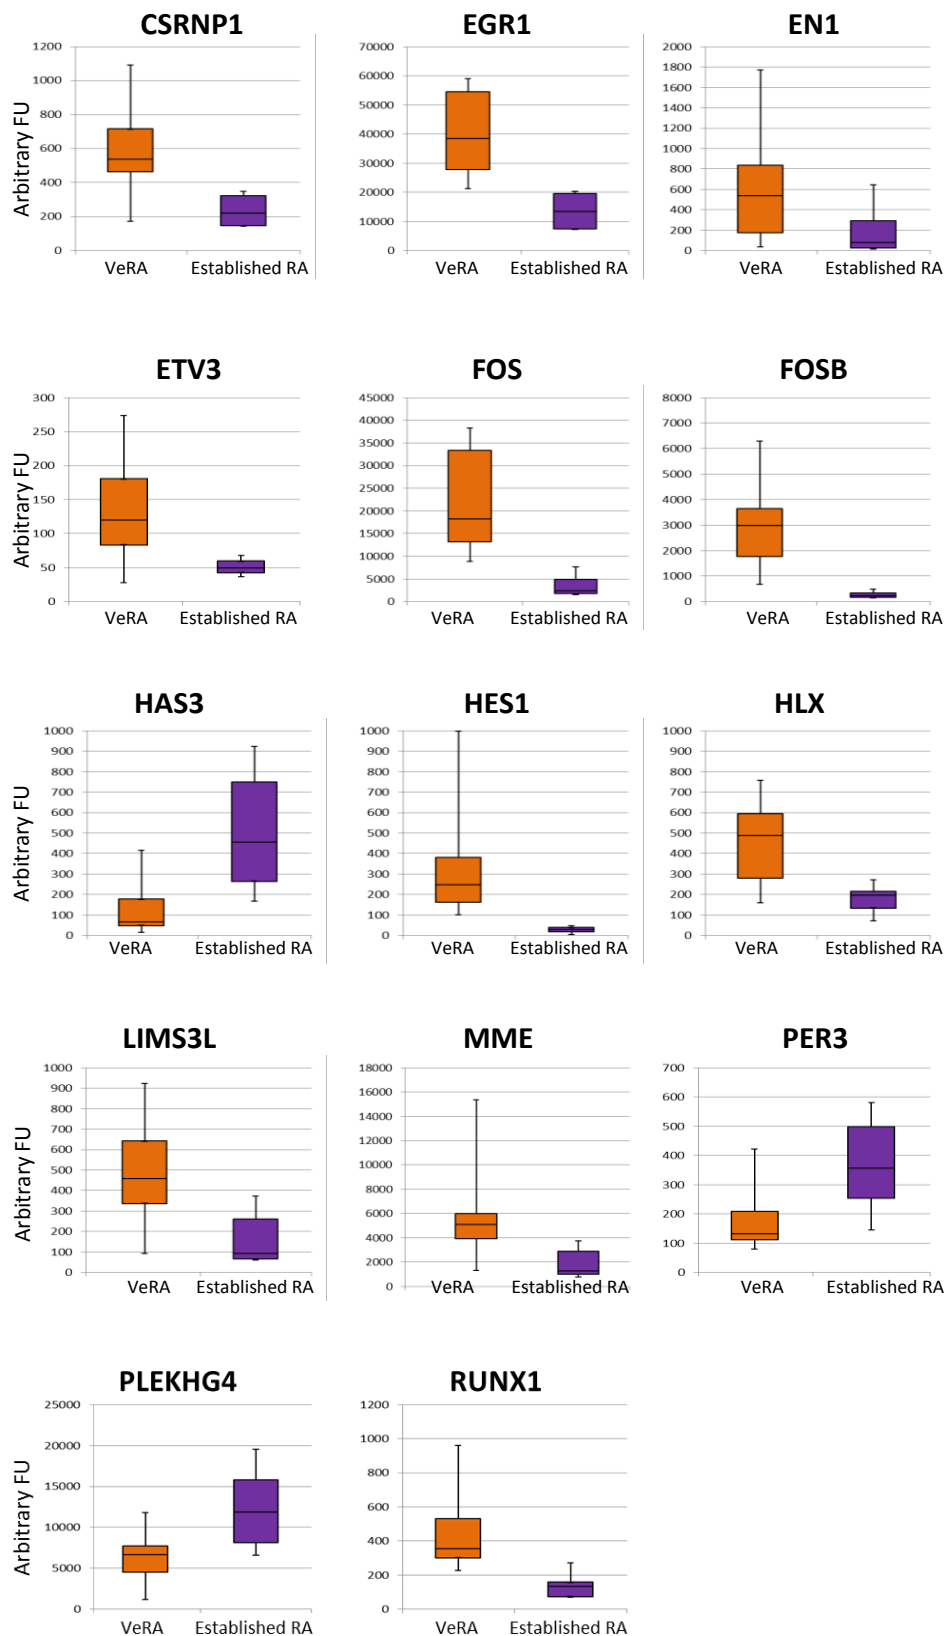 CSRNP1
EGR1
EN1
Arbitrary FU
1200
1000
800
600
400
200
0
VeRA
Established RA
70000
60000
50000
40000
30000
20000
10000
0
VeRA
Established RA
2000
1800
1600
1400
1200
1000
800
600
400
200
0
VeRA
Established RA
ETV3
FOS
FOSB
Arbitrary FU
300
250
200
150
100
50
0
VeRA
Established RA
45000
40000
35000
30000
25000
20000
15000
10000
5000
0
VeRA
Established RA
8000
7000
6000
5000
4000
3000
2000
1000
0
VeRA
Established RA
HAS3
HES1
HLX
Arbitrary FU
1000
900
800
700
600
500
400
300
200
100
0
VeRA
Established RA
1000
900
800
700
600
500
400
300
200
100
0
VeRA
Established RA
1000
900
800
700
600
500
400
300
200
100
0
VeRA
Established RA
LIMS3L
MME
PER3
Arbitrary FU
1000
900
800
700
600
500
400
300
200
100
0
VeRA
Established RA
18000
16000
14000
12000
10000
8000
6000
4000
2000
0
VeRA
Established RA
700
600
500
400
300
200
100
0
VeRA
Established RA
PLEKHG4
RUNX1
Arbitrary FU
25000
20000
15000
10000
5000
0
VeRA
Established RA
1200
1000
800
600
400
200
0
VeRA
Established RA